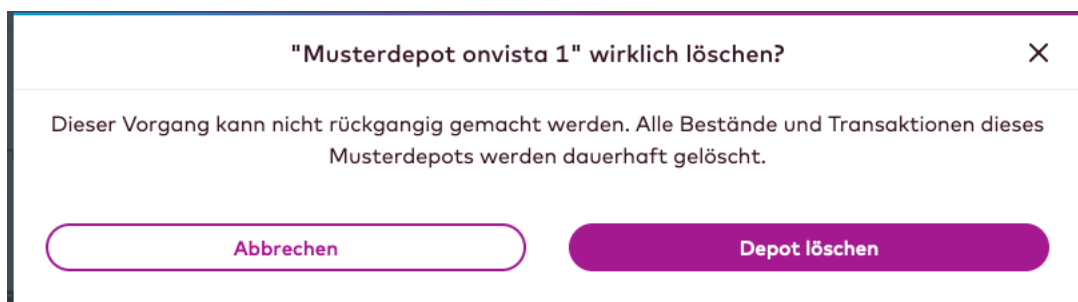 "Musterdepot onvista 1" wirklich löschen?
Dieser Vorgang kann nicht rückgangig gemacht werden. Alle Bestände und Transaktionen dieses
Musterdepots werden dauerhaft gelöscht.
Abbrechen
Depot löschen